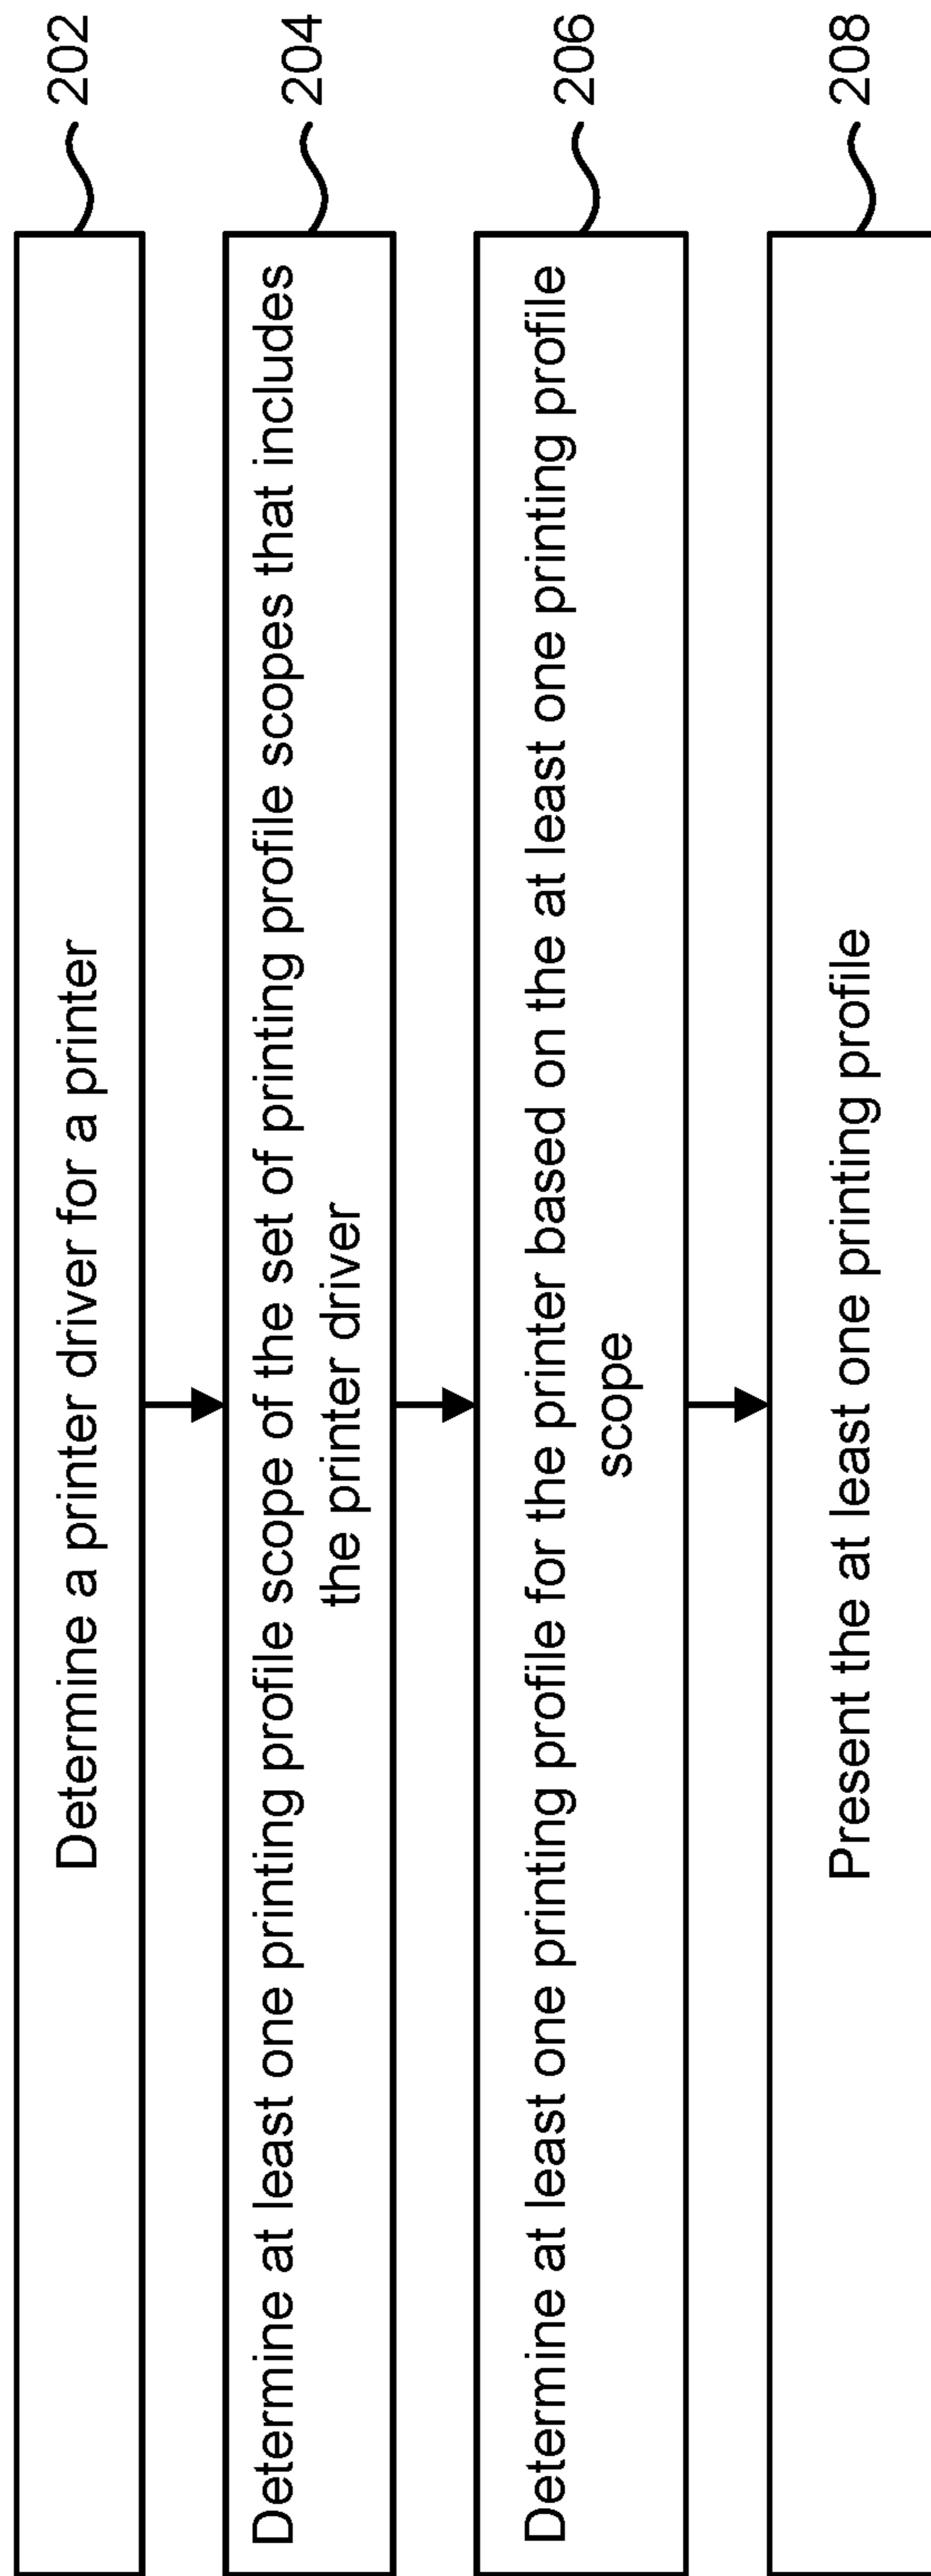 Determine a printer driver for a printer
202
Determine at least one printing profile scope of the set of printing profile scopes that includes
the printer driver
204
Determine at least one printing profile for the printer based on the at least one printing profile
scope
206
Present the at least one printing profile
208